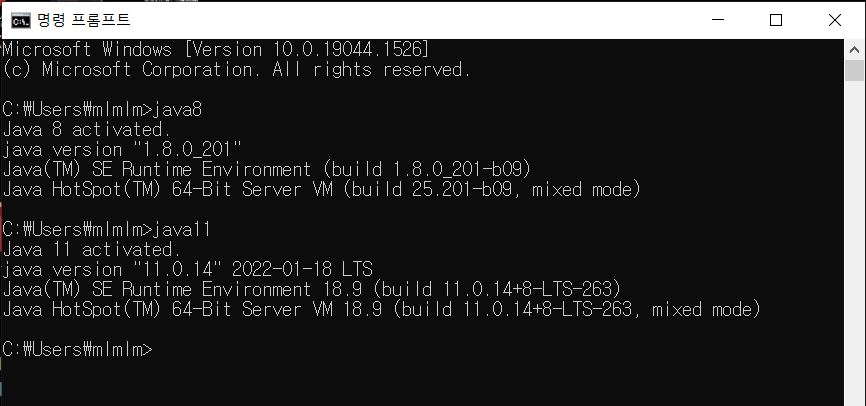 명령 프롬프트
Microsoft Windows [Version 10.0.19044.1526]
(c) Microsoft Corporation. All rights reserved.
C:₩Users₩mlmlm>java8
Java 8 activated.
java version "1.8.0_201"
Java(TM) SE Runtime Environment (build 1.8.0_201-b09)
Java HotSpot(TM) 64-Bit Server VM (build 25.201-b09, mixed mode)
C:₩Users₩mlmlm>java11
Java 11 activated.
java version "11.0.14" 2022-01-18 LTS
Java(TM) SE Runtime Environment 18.9 (build 11.0.14+8-LTS-263)
Java HotSpot(TM) 64-Bit Server VM 18.9 (build 11.0.14+8-LTS-263, mixed mode)
C:₩Users₩mlmlm>